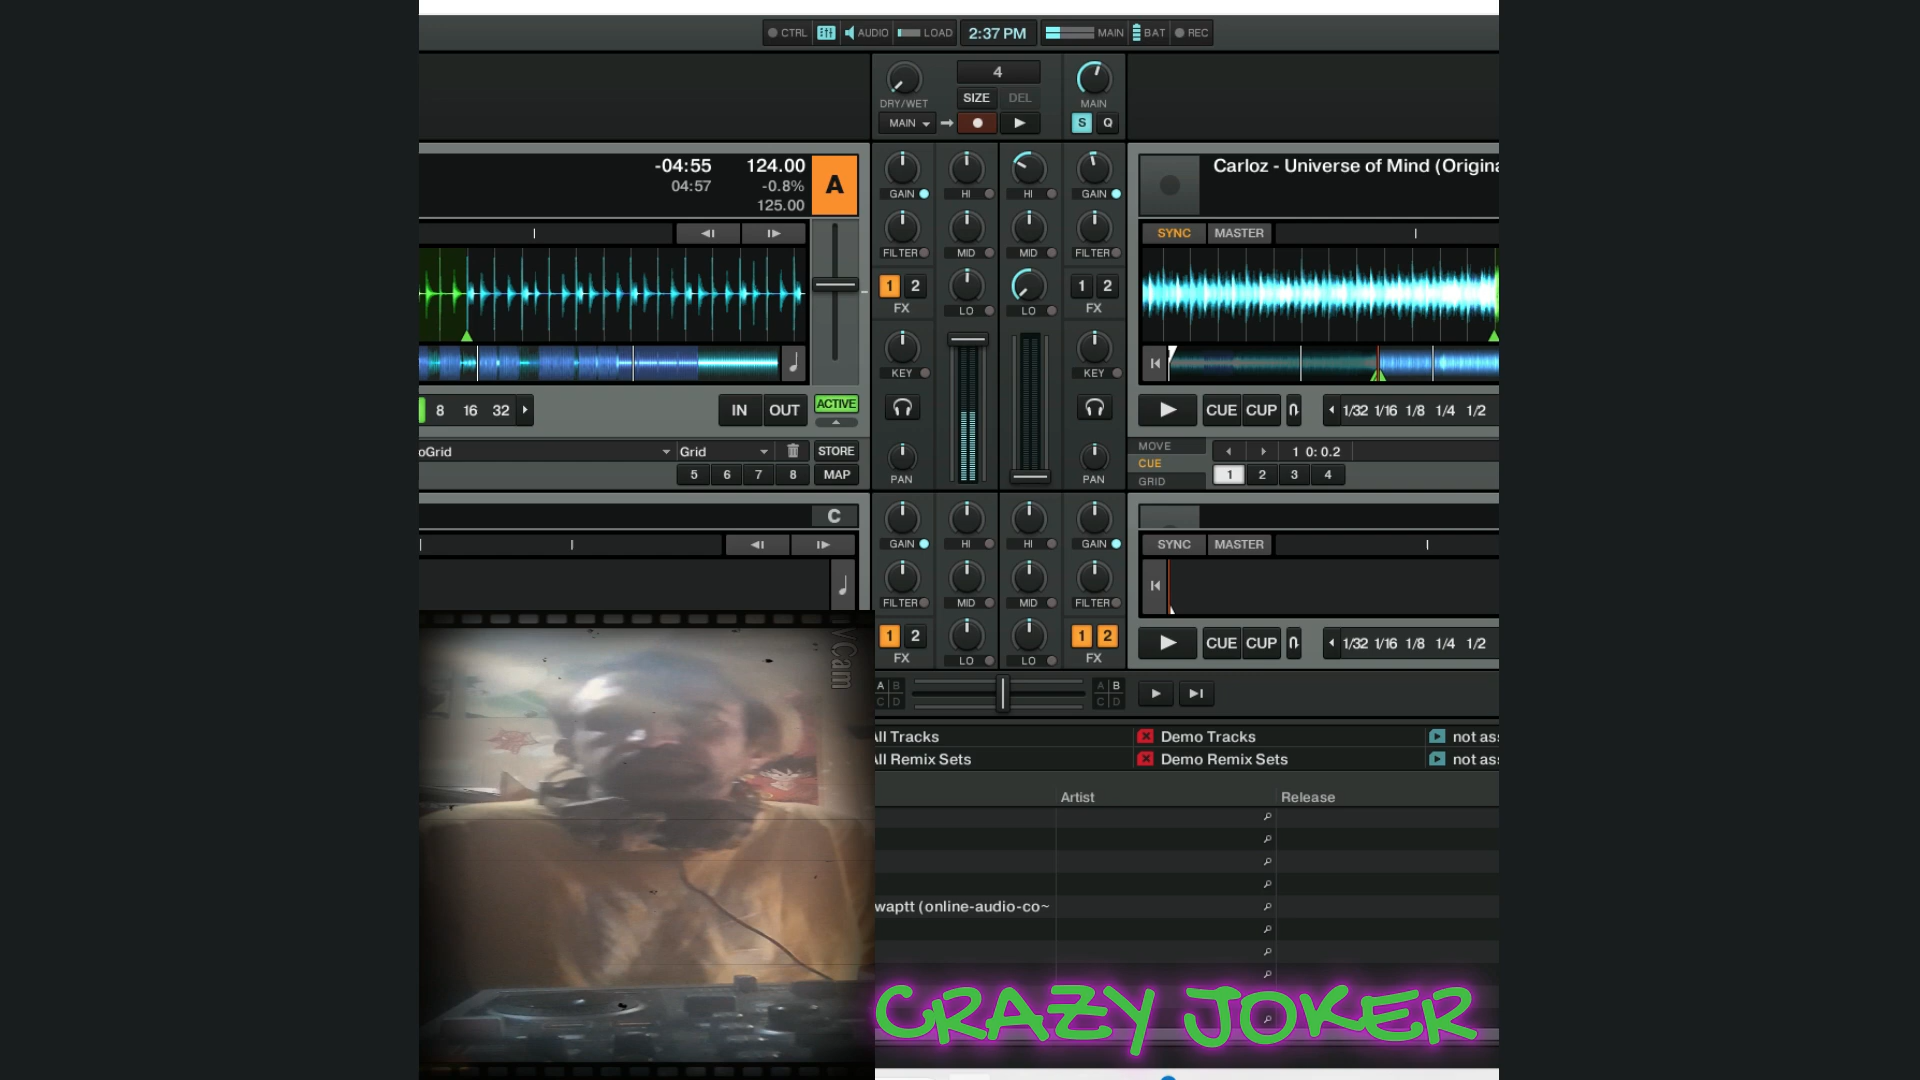 CTRL AUDIO LOAD 2:37 PM MAIN BAT REC
4
DRY/WET SIZE DEL MAIN
MAIN S Q
-04:55 124.00 A
04:57 -0.8%
125.00
Carloz - Universe of Mind (Origina
GAIN HI HI GAIN
SYNC MASTER
FILTER MID MID FILTER
1 2 1 2
FX LO LO FX
KEY KEY
8 16 32 IN OUT ACTIVE
CUE CUP 1/32 1/16 1/8 1/4 1/2
oGrid Grid STORE
MOVE
CUE
GRID
1 0:0.2
5 6 7 8 MAP
1 2 3 4
PAN PAN
C
GAIN HI HI GAIN
SYNC MASTER
FILTER MID MID FILTER
1 2 1 2
FX LO LO FX
CUE CUP 1/32 1/16 1/8 1/4 1/2
VCam
A B A B
C D C D
All Tracks Demo Tracks not ass
All Remix Sets Demo Remix Sets not ass
Artist Release
waptt (online-audio-co~
CRAZY JOKER